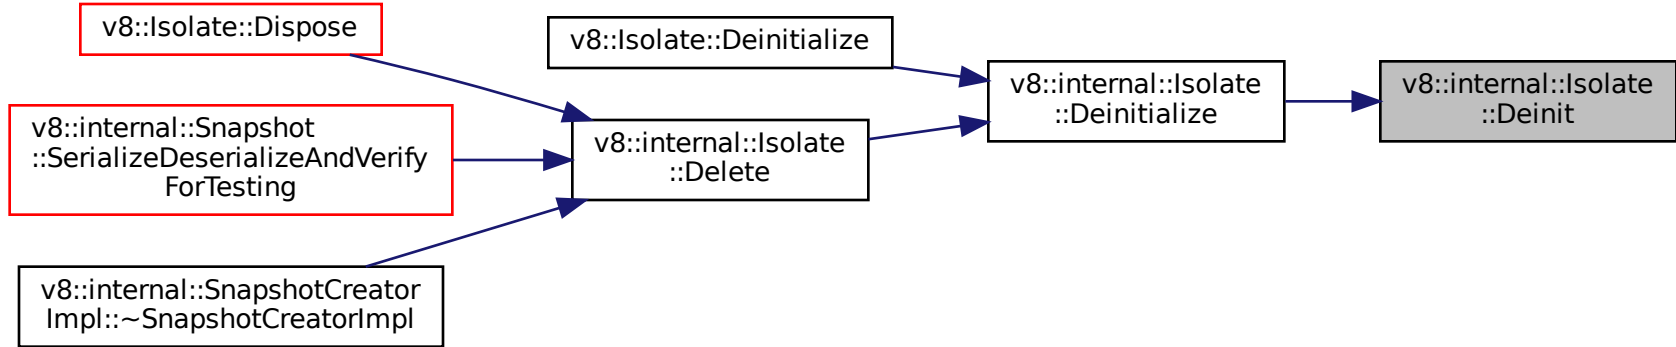 v8::Isolate::Dispose
v8::internal::Snapshot
::SerializeDeserializeAndVerify
ForTesting
v8::internal::SnapshotCreator
Impl::~SnapshotCreatorImpl
v8::Isolate::Deinitialize
v8::internal::Isolate
::Delete
v8::internal::Isolate
::Deinitialize
v8::internal::Isolate
::Deinit